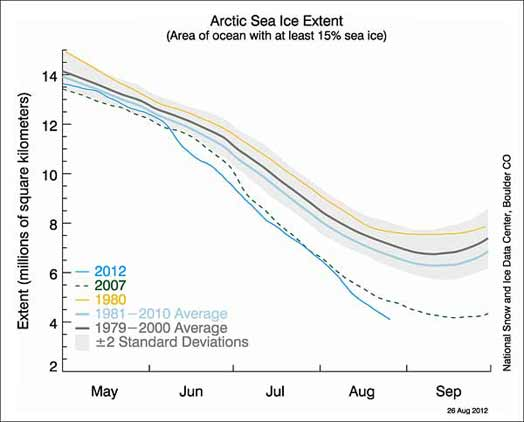 Arctic Sea Ice Extent
(Area of ocean with at least 15% sea ice)
Extent (millions of square kilometers)
14
12
10
8
6
4
2
2012
2007
1980
1981–2010 Average
1979–2000 Average
±2 Standard Deviations
May Jun Jul Aug Sep
National Snow and Ice Data Center, Boulder CO
26 Aug 2012